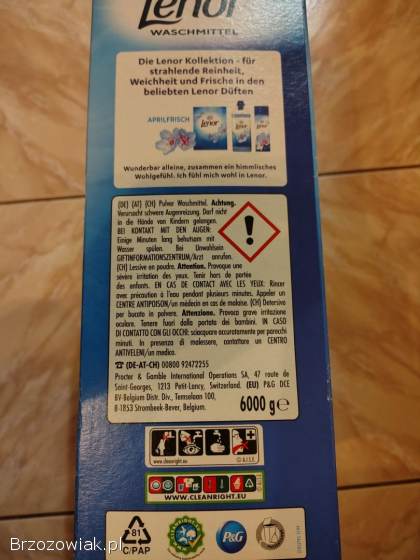 Lenor
WASCHMITTEL
Die Lenor Kollektion - für
strahlende Reinheit,
Weichheit und Frische in den
beliebten Lenor Düften
APRILFRISCH
Lenor
Wunderbar alleine, zusammen ein himmlisches
Wohlgefühl. Ich fühl mich wohl in Lenor.
(DE) (AT) (CH) Pulver Waschmittel. Achtung.
Verursacht schwere Augenreizung. Darf nicht
in die Hände von Kindern gelangen.
BEI KONTAKT MIT DEN AUGEN:
Einige Minuten lang behutsam mit
Wasser spülen. Bei Unwohlsein
GIFTINFORMATIONSZENTRUM/Arzt anrufen.
(CH) Lessive en poudre. Attention. Provoque une
sévère irritation des yeux. Tenir hors de portée
des enfants. EN CAS DE CONTACT AVEC LES YEUX: Rincer
avec précaution à l'eau pendant plusieurs minutes. Appeler un
CENTRE ANTIPOISON/un médecin en cas de malaise. (CH) Detersivo
per bucato in polvere. Attenzione. Provoca grave irritazione
oculare. Tenere fuori dalla portata dei bambini. IN CASO
DI CONTATTO CON GLI OCCHI: sciacquare accuratamente per parecchi
minuti. In presenza di malessere, contattare un CENTRO
ANTIVELENI/un medico.
(DE-AT-CH) 00800 92472255
Procter & Gamble International Operations SA, 47 route de
Saint-Georges, 1213 Petit-Lancy, Switzerland. (EU) P&G DCE
BV-Belgium Distr. Div., Temselaan 100,
B-1853 Strombeek-Bever, Belgium.
6000 g e
www.cleanright.eu
© A.I.S.E.
WWW.CLEANRIGHT.EU
81
C/PAP
P&G
Brzozowiak.pl